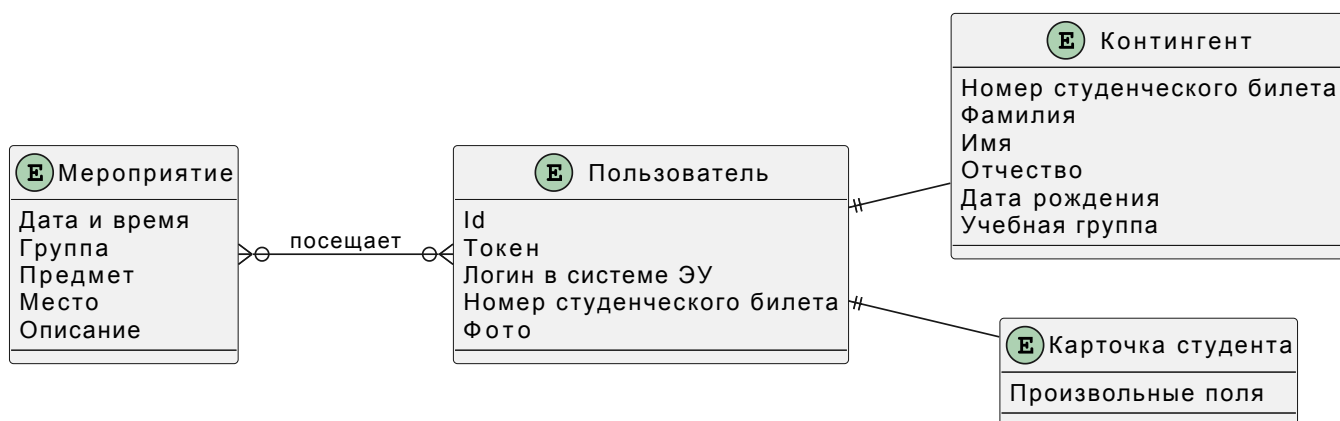 E Мероприятие
Дата и время
Группа
Предмет
Место
Описание
посещает
E Пользователь
Id
Токен
Логин в системе ЭУ
Номер студенческого билета
Фото
E Контингент
Номер студенческого билета
Фамилия
Имя
Отчество
Дата рождения
Учебная группа
E Карточка студента
Произвольные поля